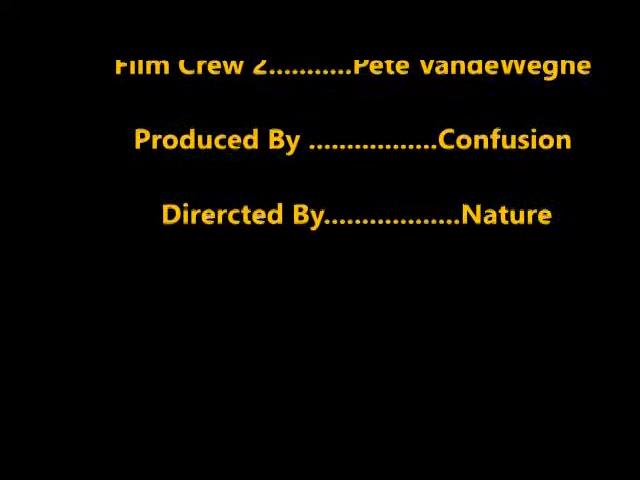 Film Crew 2...........Pete VandeWeghe
Produced By .................Confusion
Dirercted By..................Nature